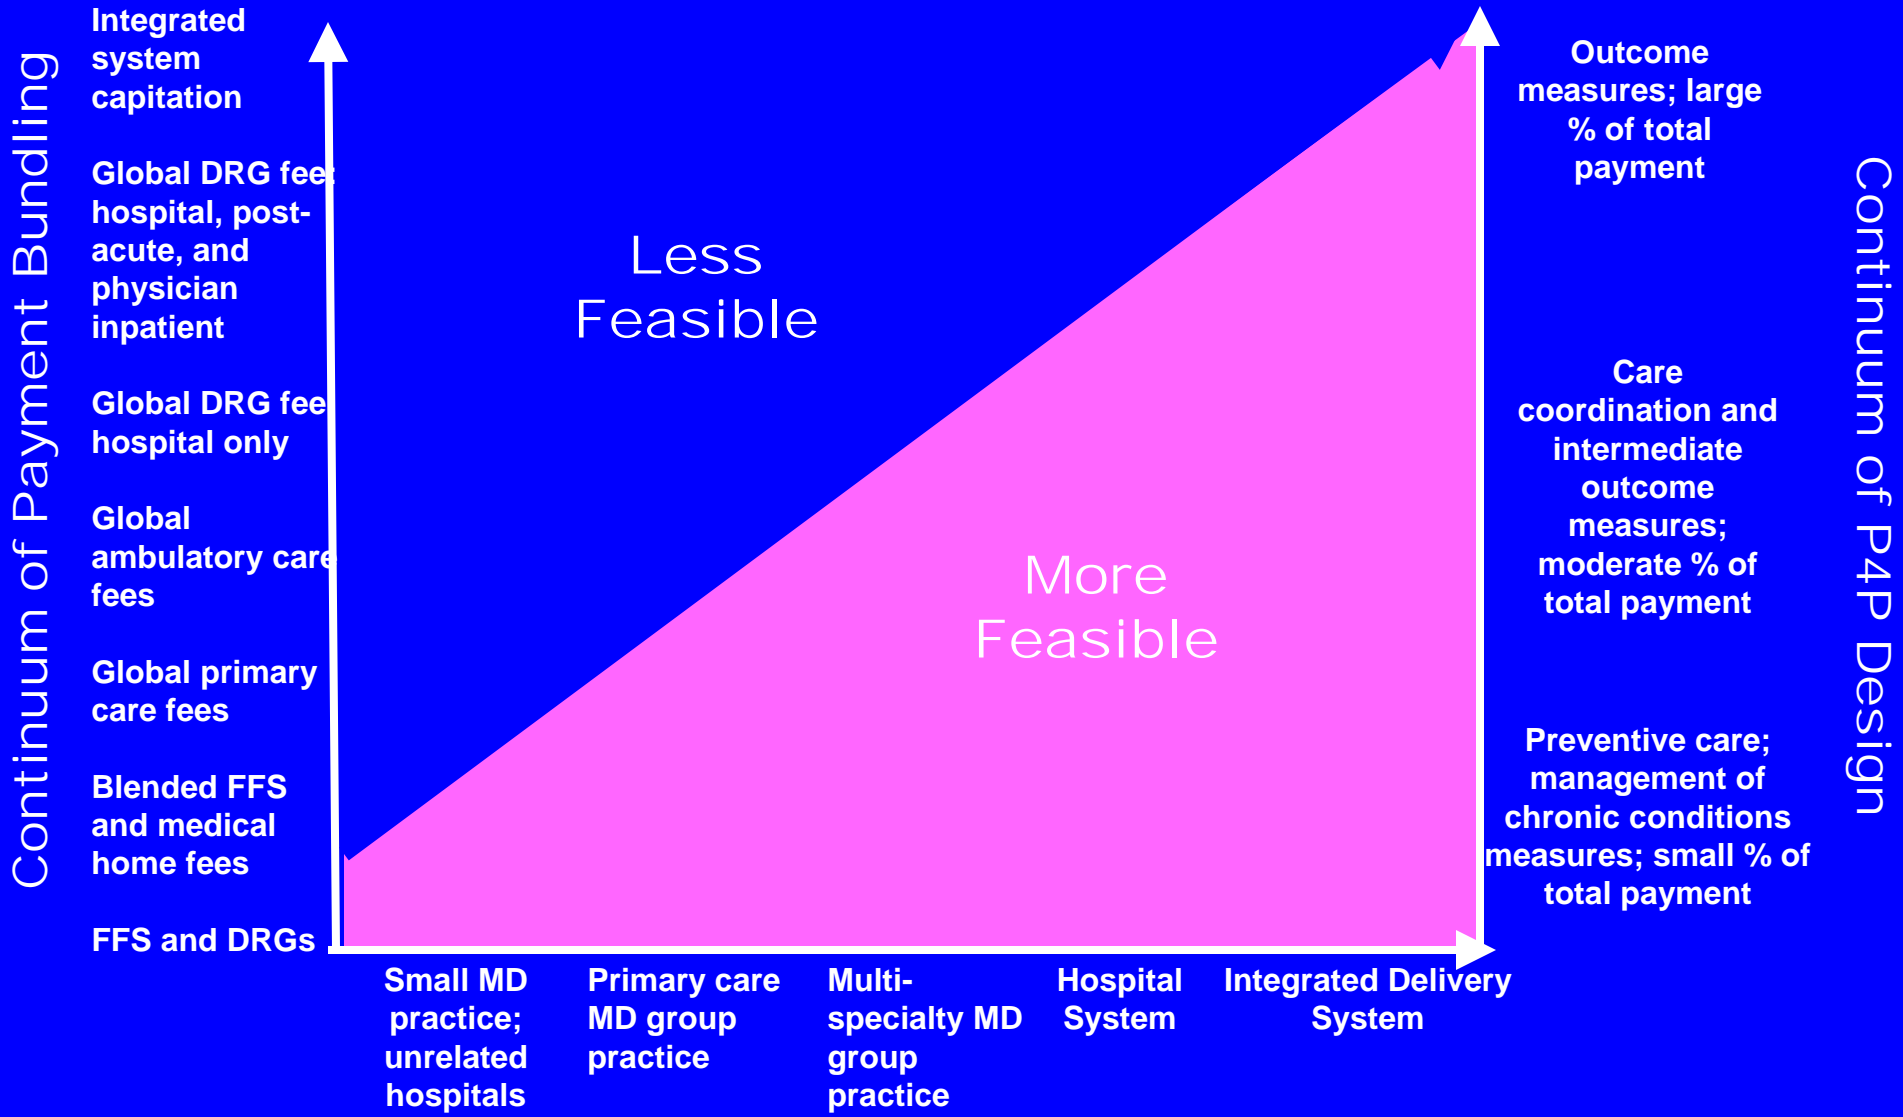 Continuum of Payment Bundling
Integrated
system
capitation
Global DRG fee:
hospital, post-
acute, and
physician
inpatient
Global DRG fee
hospital only
Global
ambulatory care
fees
Global primary
care fees
Blended FFS
and medical
home fees
FFS and DRGs
Less
Feasible
More
Feasible
Small MD
practice;
unrelated
hospitals
Primary care
MD group
practice
Multi-
specialty MD
group
practice
Hospital
System
Integrated Delivery
System
Outcome
measures; large
% of total
payment
Care
coordination and
intermediate
outcome
measures;
moderate % of
total payment
Preventive care;
management of
chronic conditions
measures; small % of
total payment
Continuum of P4P Design